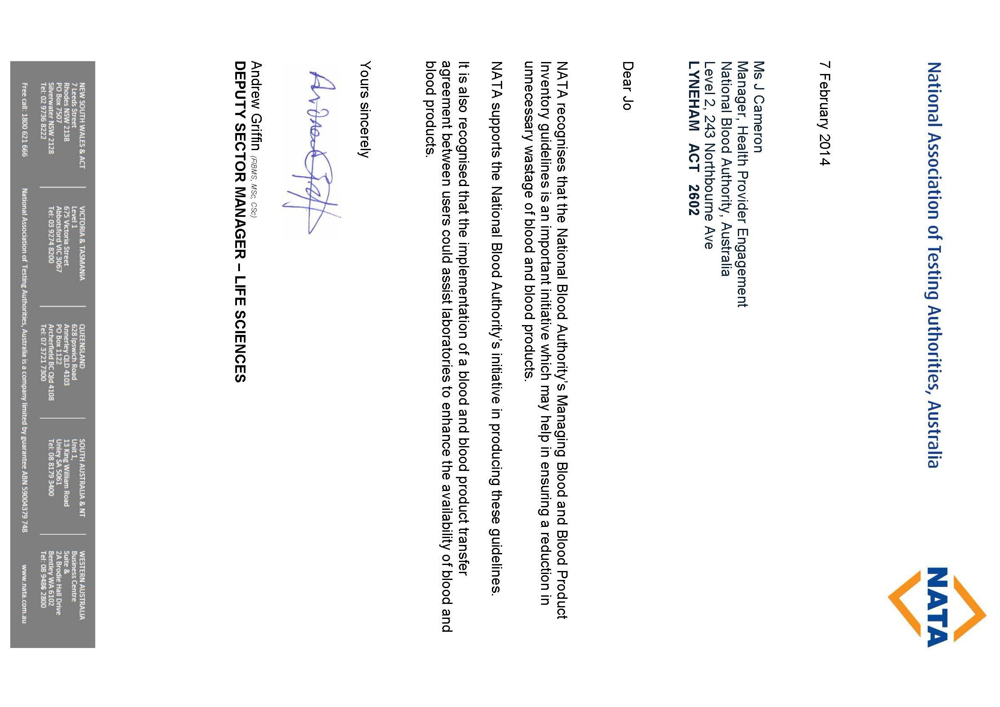 National Association of Testing Authorities, Australia
NATA
7 February 2014
Ms J Cameron
Manager, Health Provider Engagement
National Blood Authority, Australia
Level 2, 243 Northbourne Ave
LYNEHAM ACT 2602
Dear Jo
NATA recognises that the National Blood Authority's Managing Blood and Blood Product
Inventory guidelines is an important initiative which may help in ensuring a reduction in
unnecessary wastage of blood and blood products.
NATA supports the National Blood Authority's initiative in producing these guidelines.
It is also recognised that the implementation of a blood and blood product transfer
agreement between users could assist laboratories to enhance the availability of blood and
blood products.
Yours sincerely
Andrew Griffin (FIBMS, MSc, CSc)
DEPUTY SECTOR MANAGER – LIFE SCIENCES
NEW SOUTH WALES & ACT
7 Leeds Street
Rhodes NSW 2138
PO Box 7507
Silverwater NSW 2128
Tel: 02 9736 8222
VICTORIA & TASMANIA
Level 1
675 Victoria Street
Abbotsford VIC 3067
Tel: 03 9274 8200
QUEENSLAND
628 Ipswich Road
Annerley QLD 4103
PO Box 1122
Archerfield BC Qld 4108
Tel: 07 3721 7300
SOUTH AUSTRALIA & NT
Unit 1,
13 King William Road
Unley SA 5061
Tel: 08 8179 3400
WESTERN AUSTRALIA
Business Centre
Suite &
2A Brodie Hall Drive
Bentley WA 6102
Tel: 08 9486 2800
Free call: 1800 621 666 National Association of Testing Authorities, Australia is a company limited by guarantee ABN 59004379 748 www.nata.com.au